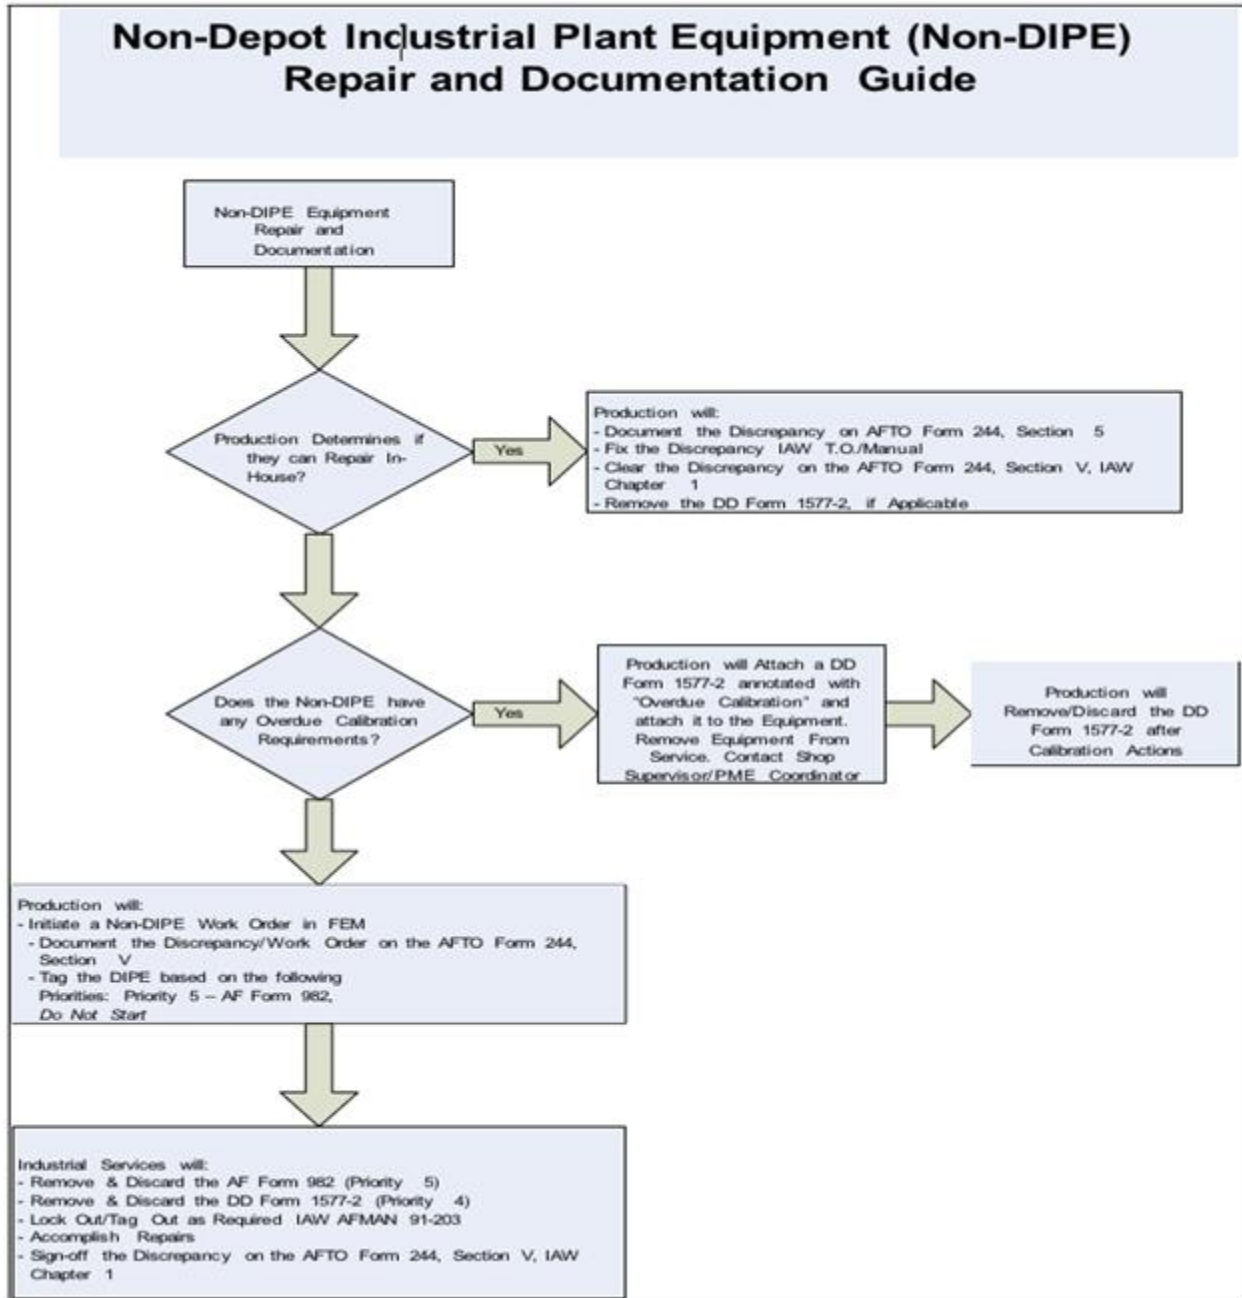 Non-Depot Industrial Plant Equipment (Non-DIPE)
Repair and Documentation Guide
Non-DIPE Equipment
Repair and
Documentation
Production Determines if
they can Repair In-
House?
Yes
Production will:
- Document the Discrepancy on AFTO Form 244, Section 5
- Fix the Discrepancy IAW T.O./Manual
- Clear the Discrepancy on the AFTO Form 244, Section V, IAW
Chapter 1
- Remove the DD Form 1577-2, if Applicable
Does the Non-DIPE have
any Overdue Calibration
Requirements?
Yes
Production will Attach a DD
Form 1577-2 annotated with
"Overdue Calibration" and
attach it to the Equipment.
Remove Equipment From
Service. Contact Shop
Supervisor/PME Coordinator
Production will
Remove/Discard the DD
Form 1577-2 after
Calibration Actions
Production will:
- Initiate a Non-DIPE Work Order in FEM
- Document the Discrepancy/Work Order on the AFTO Form 244,
Section V
- Tag the DIPE based on the following
Priorities: Priority 5 – AF Form 982,
Do Not Start
Industrial Services will:
- Remove & Discard the AF Form 982 (Priority 5)
- Remove & Discard the DD Form 1577-2 (Priority 4)
- Lock Out/Tag Out as Required IAW AFMAN 91-203
- Accomplish Repairs
- Sign-off the Discrepancy on the AFTO Form 244, Section V, IAW
Chapter 1